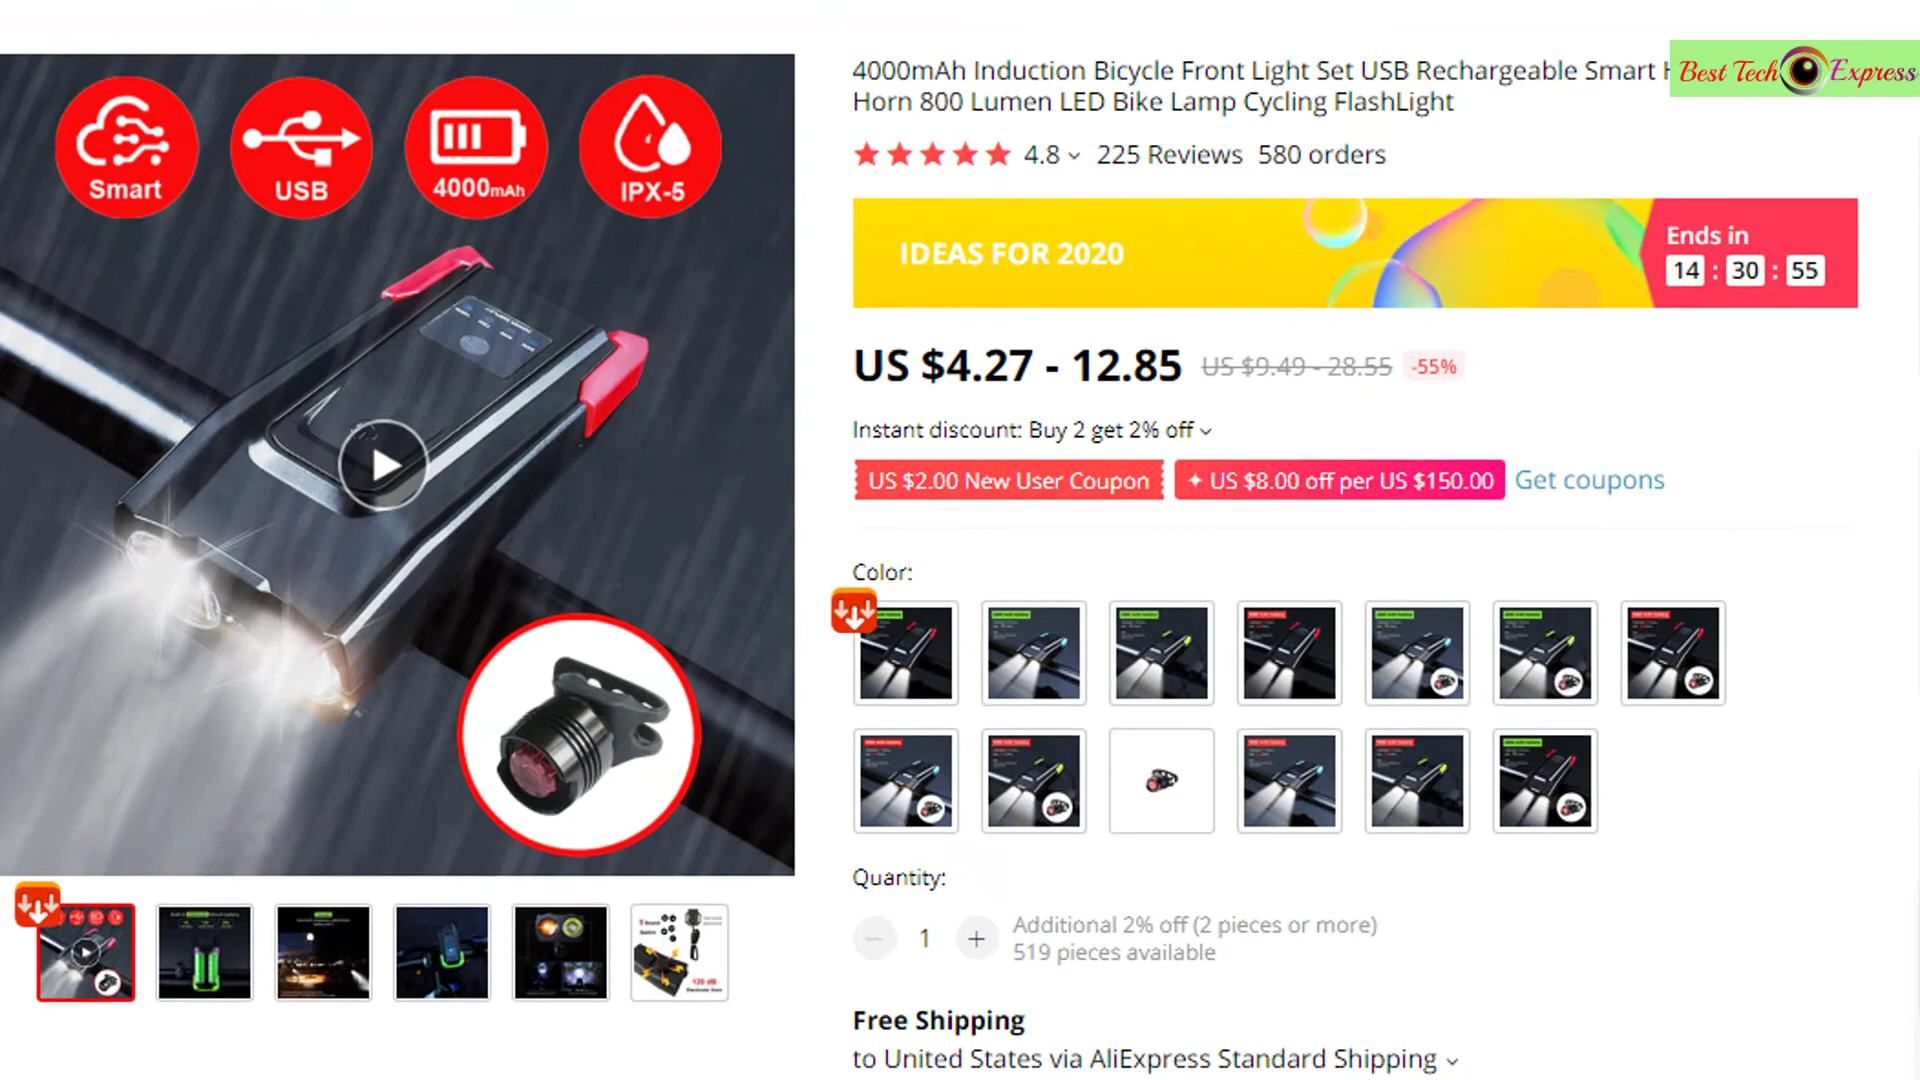 4000mAh Induction Bicycle Front Light Set USB Rechargeable Smart
Best Tech Express
Horn 800 Lumen LED Bike Lamp Cycling FlashLight
4.8
225 Reviews
580 orders
Smart
USB
4000mAh
IPX-5
IDEAS FOR 2020
Ends in
14 : 30 : 55
US $4.27 - 12.85
US $9.49 - 28.55
-55%
Instant discount: Buy 2 get 2% off
US $2.00 New User Coupon
US $8.00 off per US $150.00
Get coupons
Color:
Quantity:
1
Additional 2% off (2 pieces or more)
519 pieces available
120 dB
Free Shipping
to United States via AliExpress Standard Shipping